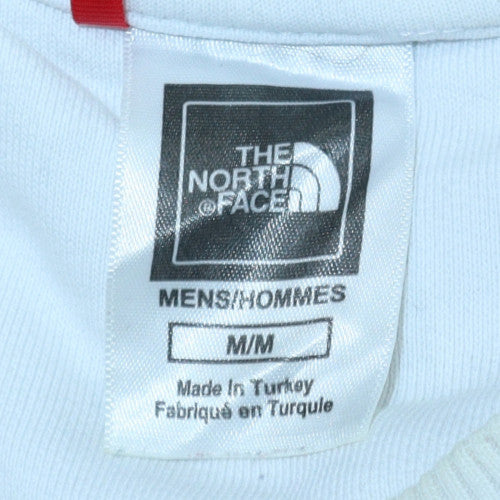 THE
NORTH
®FACE
MENS/HOMMES
M/M
Made In Turkey
Fabriqué en Turquie